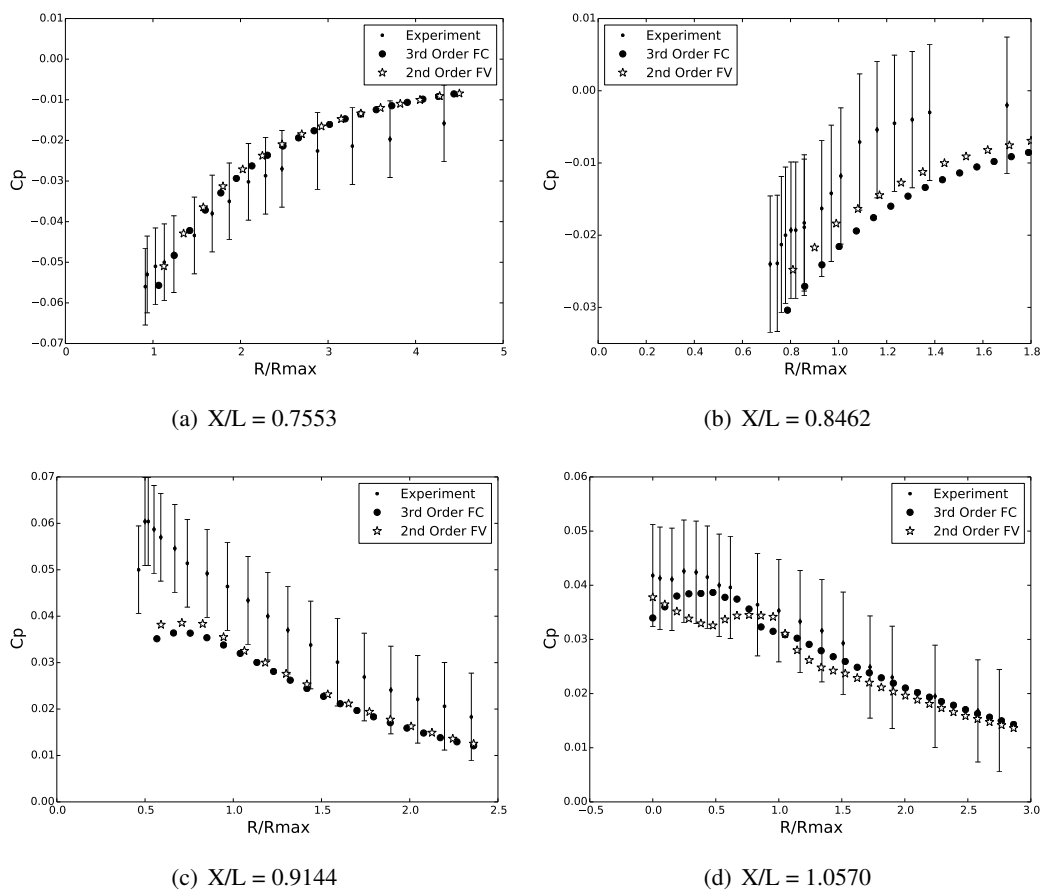 0.01
0.00
−0.01
−0.02
−0.03
−0.04
−0.05
−0.06
−0.07
Cp
0 1 2 3 4 5
R/Rmax
Experiment
3rd Order FC
2nd Order FV
(a) X/L = 0.7553
0.01
0.00
−0.01
−0.02
−0.03
Cp
0.0 0.2 0.4 0.6 0.8 1.0 1.2 1.4 1.6 1.8
R/Rmax
Experiment
3rd Order FC
2nd Order FV
(b) X/L = 0.8462
0.07
0.06
0.05
0.04
0.03
0.02
0.01
0.00
Cp
0.0 0.5 1.0 1.5 2.0 2.5
R/Rmax
Experiment
3rd Order FC
2nd Order FV
(c) X/L = 0.9144
0.06
0.05
0.04
0.03
0.02
0.01
0.00
Cp
−0.5 0.0 0.5 1.0 1.5 2.0 2.5 3.0
R/Rmax
Experiment
3rd Order FC
2nd Order FV
(d) X/L = 1.0570